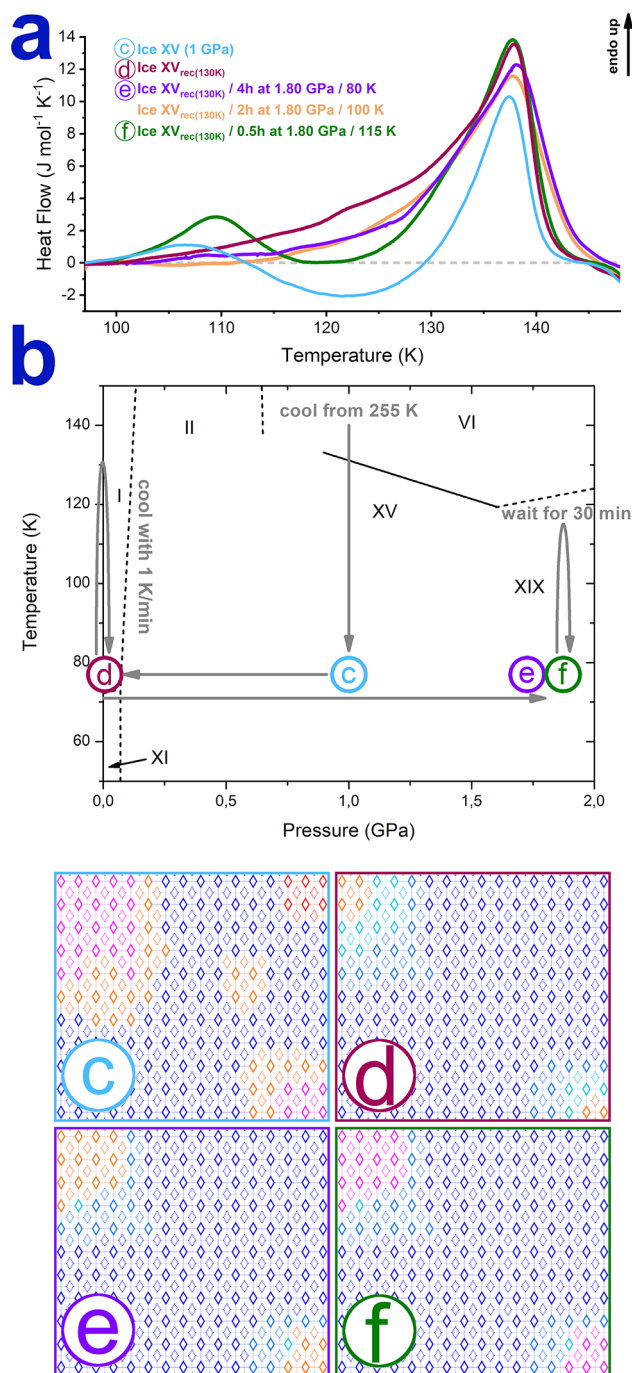 a
endo up
14
12
10
8
6
4
2
0
-2
Heat Flow (J mol⁻¹ K⁻¹)
c Ice XV (1 GPa)
d Ice XVrec(130K)
e Ice XVrec(130K) / 4h at 1.80 GPa / 80 K
Ice XVrec(130K) / 2h at 1.80 GPa / 100 K
f Ice XVrec(130K) / 0.5h at 1.80 GPa / 115 K
100 110 120 130 140
Temperature (K)
b
140
120
100
80
60
Temperature (K)
cool from 255 K
II
VI
I
cool with 1 K/min
XV
wait for 30 min
XIX
d
c
e
f
XI
0,0 0,5 1,0 1,5 2,0
Pressure (GPa)
c
d
e
f